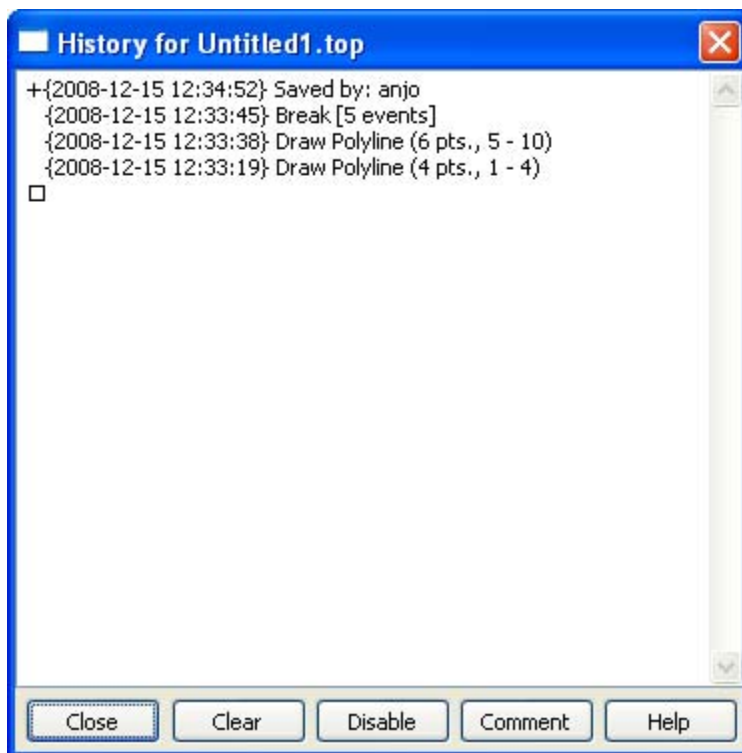 History for Untitled1.top
+{2008-12-15 12:34:52} Saved by: anjo
{2008-12-15 12:33:45} Break [5 events]
{2008-12-15 12:33:38} Draw Polyline (6 pts., 5 - 10)
{2008-12-15 12:33:19} Draw Polyline (4 pts., 1 - 4)
Close Clear Disable Comment Help